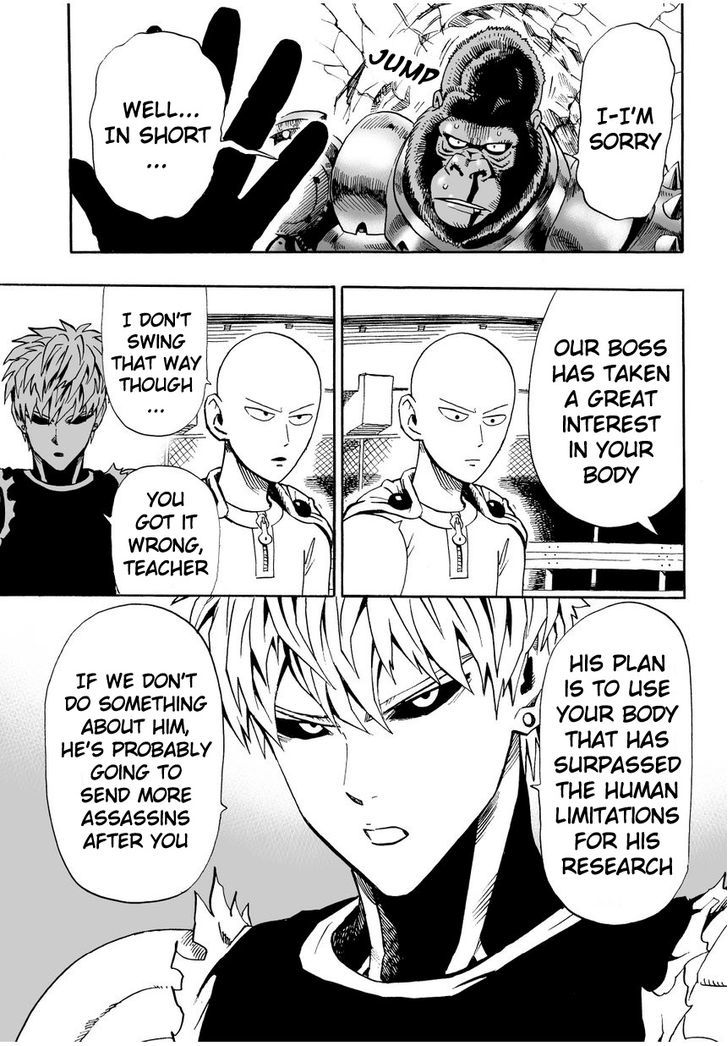 I-I'M
SORRY
JUMP
WELL...
IN SHORT
...
OUR BOSS
HAS TAKEN
A GREAT
INTEREST
IN YOUR
BODY
I DON'T
SWING
THAT WAY
THOUGH
...
YOU
GOT IT
WRONG,
TEACHER
HIS PLAN
IS TO USE
YOUR BODY
THAT HAS
SURPASSED
THE HUMAN
LIMITATIONS
FOR HIS
RESEARCH
IF WE DON'T
DO SOMETHING
ABOUT HIM,
HE'S PROBABLY
GOING TO
SEND MORE
ASSASSINS
AFTER YOU